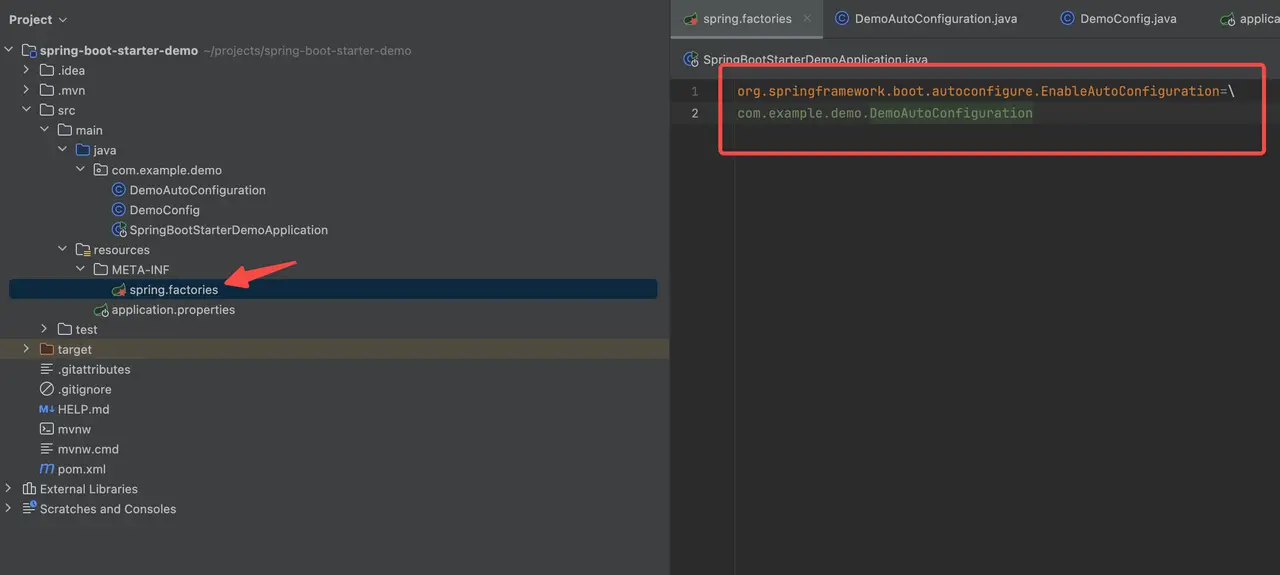 Project
spring-boot-starter-demo ~/projects/spring-boot-starter-demo
.idea
.mvn
src
main
java
com.example.demo
DemoAutoConfiguration
DemoConfig
SpringBootStarterDemoApplication
resources
META-INF
spring.factories
application.properties
test
target
.gitattributes
.gitignore
M↓ HELP.md
mvnw
mvnw.cmd
m pom.xml
External Libraries
Scratches and Consoles
spring.factories
DemoAutoConfiguration.java
DemoConfig.java
applica
SpringBootStarterDemoApplication.java
1 org.springframework.boot.autoconfigure.EnableAutoConfiguration=\
2 com.example.demo.DemoAutoConfiguration